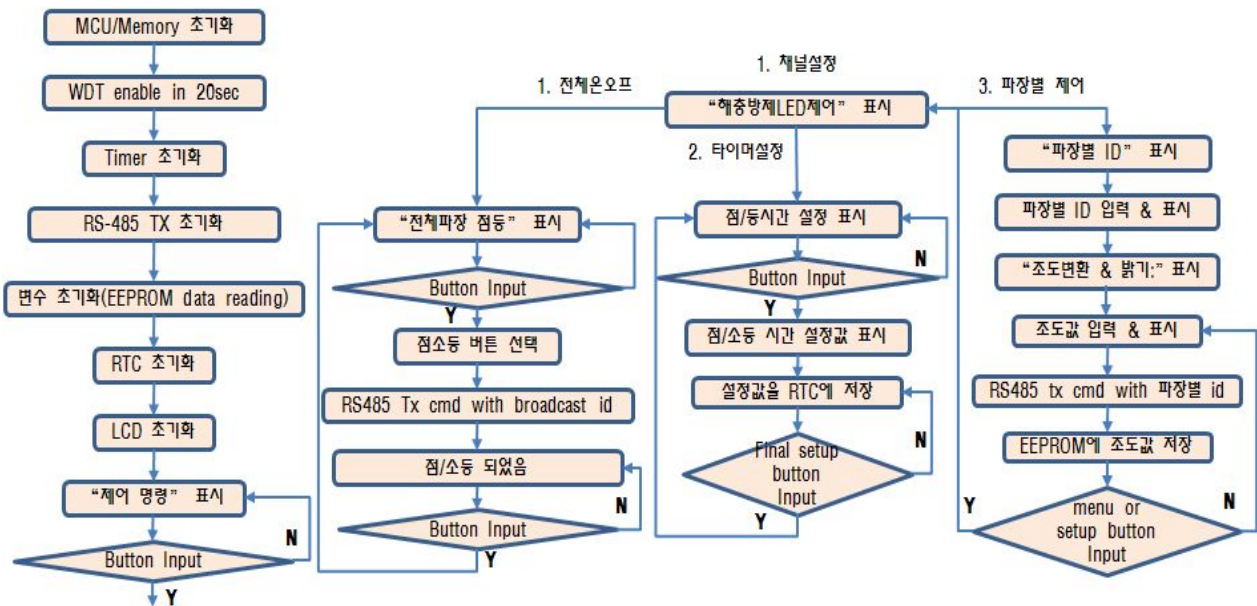 MCU/Memory 초기화
WDT enable in 20sec
Timer 초기화
RS-485 TX 초기화
변수 초기화(EEPROM data reading)
RTC 초기화
LCD 초기화
“제어 명령” 표시
N
Button Input
Y
1. 채널설정
1. 전체온오프
“해충방제LED제어” 표시
2. 타이머설정
3. 파장별 제어
“전체파장 점등” 표시
Button Input
Y
점소등 버튼 선택
RS485 Tx cmd with broadcast id
점/소등 되었음
N
Button Input
Y
점/등시간 설정 표시
N
Button Input
Y
점/소등 시간 설정값 표시
설정값을 RTC에 저장
N
Final setup
button
Input
Y
“파장별 ID” 표시
파장별 ID 입력 & 표시
“조도변환 & 밝기:” 표시
조도값 입력 & 표시
RS485 tx cmd with 파장별 id
EEPROM에 조도값 저장
Y
N
menu or
setup button
Input